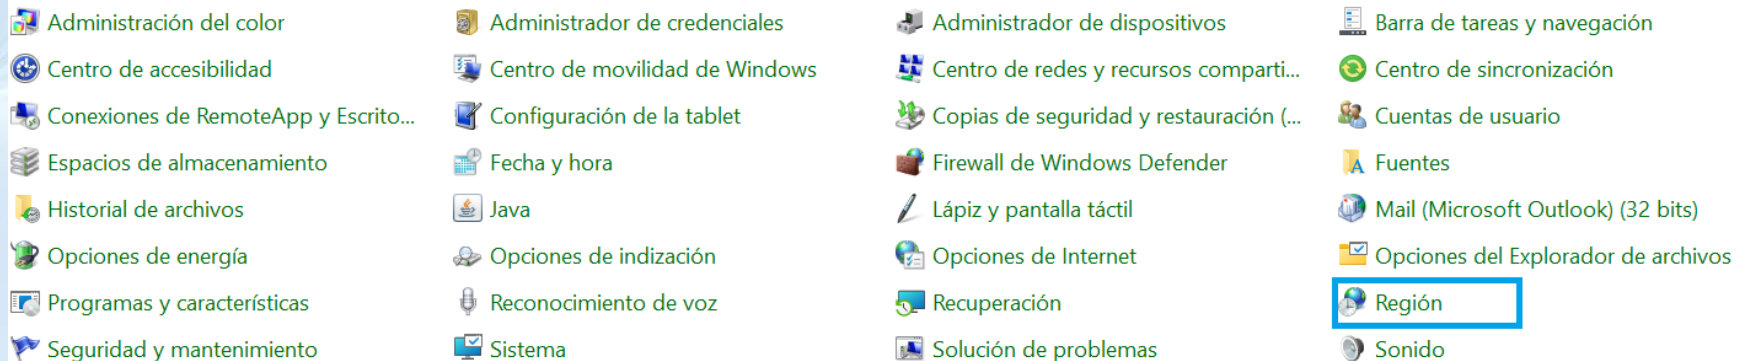 Administración del color
Administrador de credenciales
Administrador de dispositivos
Barra de tareas y navegación
Centro de accesibilidad
Centro de movilidad de Windows
Centro de redes y recursos comparti...
Centro de sincronización
Conexiones de RemoteApp y Escrito...
Configuración de la tablet
Copias de seguridad y restauración (...
Cuentas de usuario
Espacios de almacenamiento
Fecha y hora
Firewall de Windows Defender
Fuentes
Historial de archivos
Java
Lápiz y pantalla táctil
Mail (Microsoft Outlook) (32 bits)
Opciones de energía
Opciones de indización
Opciones de Internet
Opciones del Explorador de archivos
Programas y características
Reconocimiento de voz
Recuperación
Región
Seguridad y mantenimiento
Sistema
Solución de problemas
Sonido